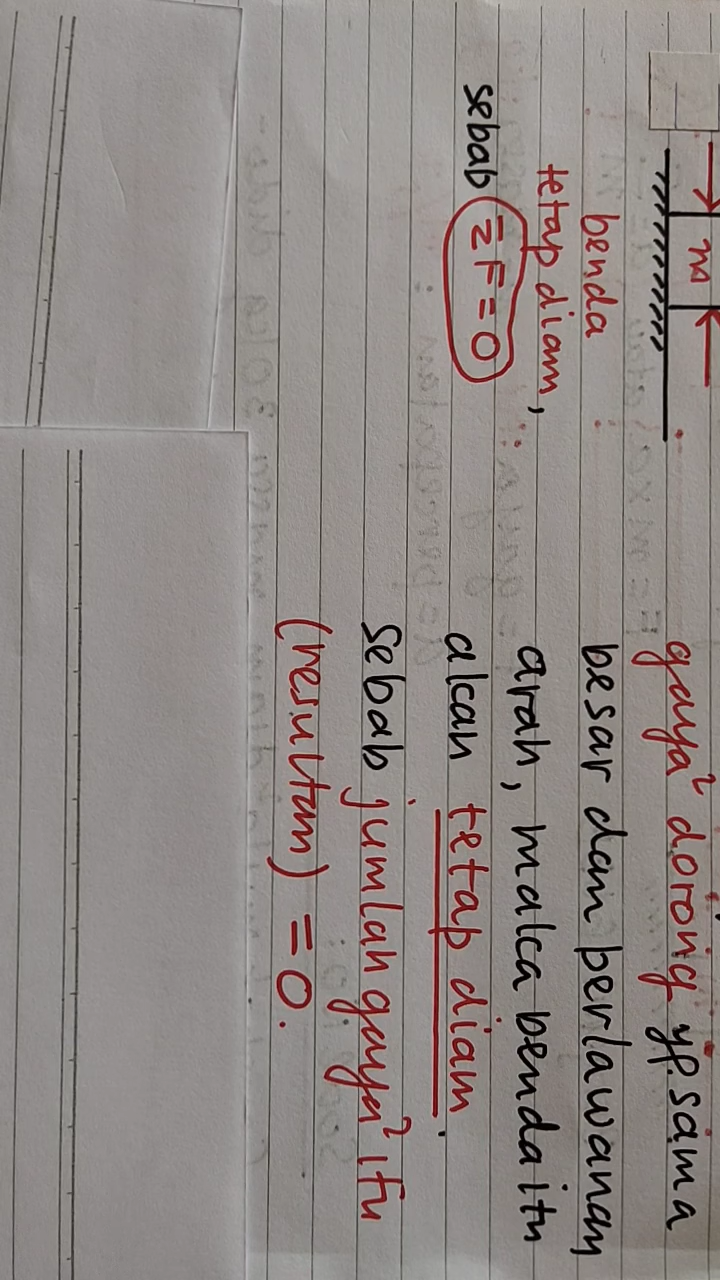 m
benda
tetap diam,
sebab ΣF = 0
gaya² dorong yg sama
besar dan berlawanan
arah, maka benda itu
akan tetap diam.
sebab jumlah gaya² itu
(resultan) = 0.